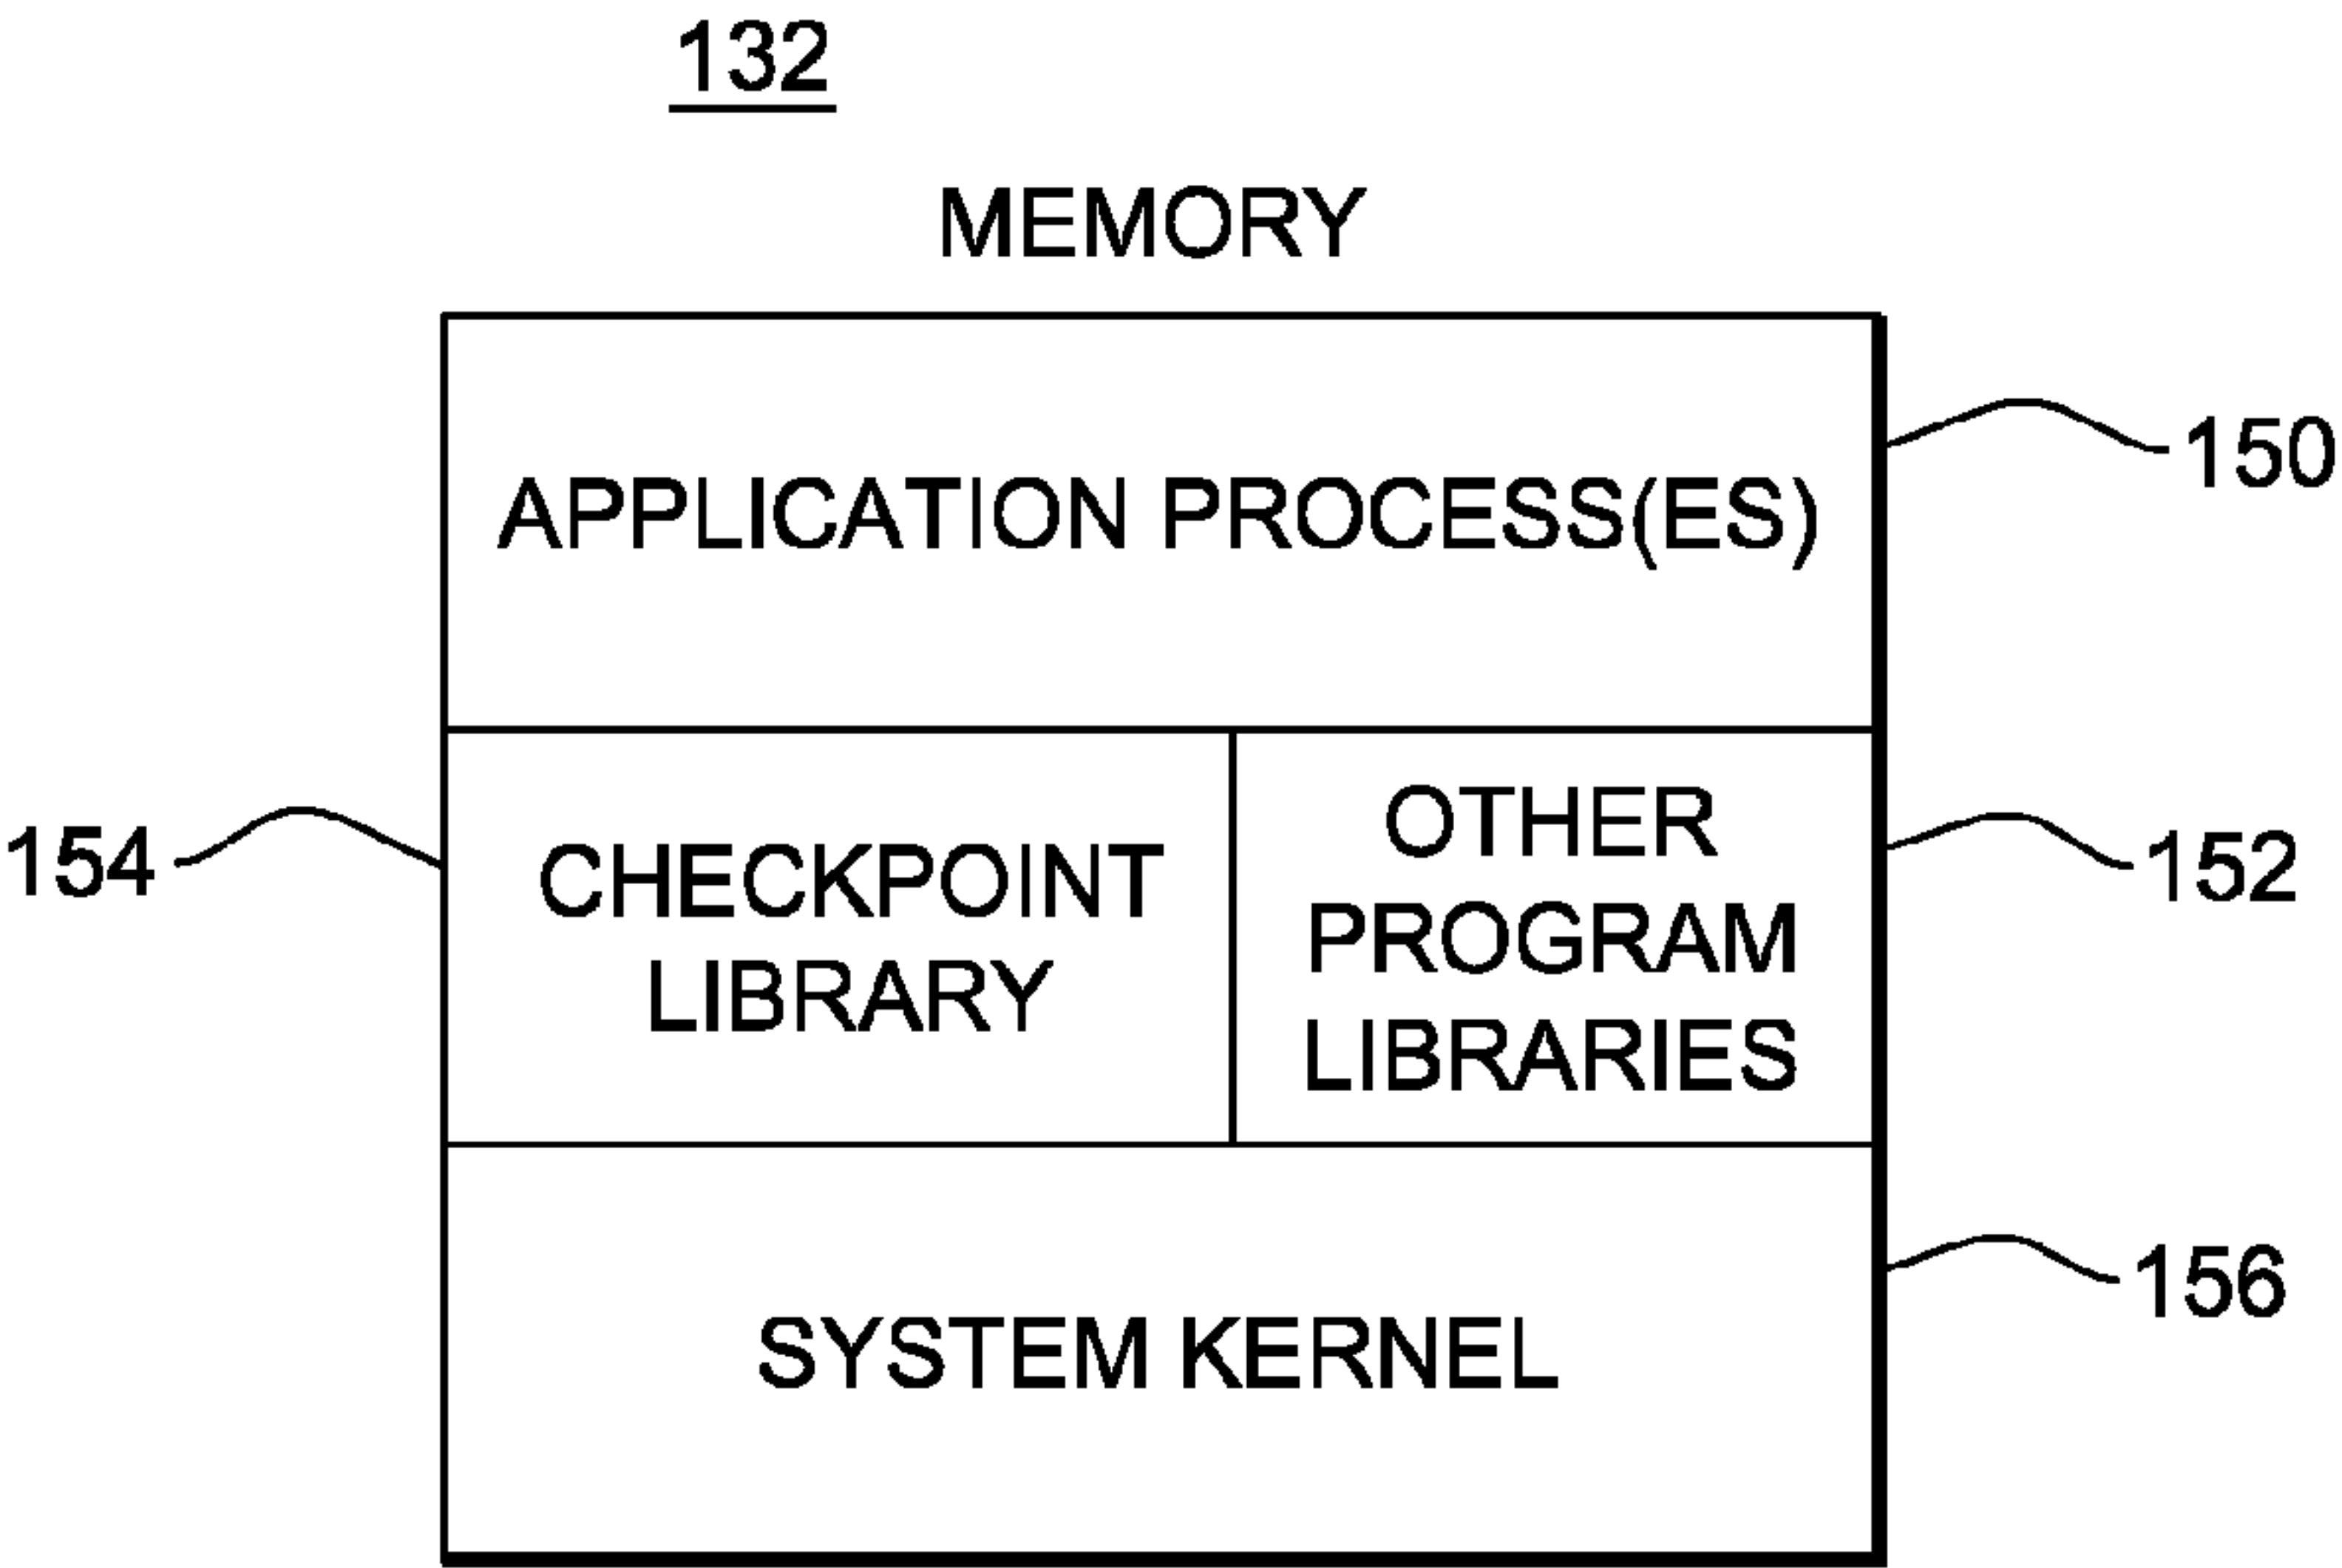 132
MEMORY
APPLICATION PROCESS(ES)
150
154
CHECKPOINT
LIBRARY
OTHER
PROGRAM
LIBRARIES
152
SYSTEM KERNEL
156